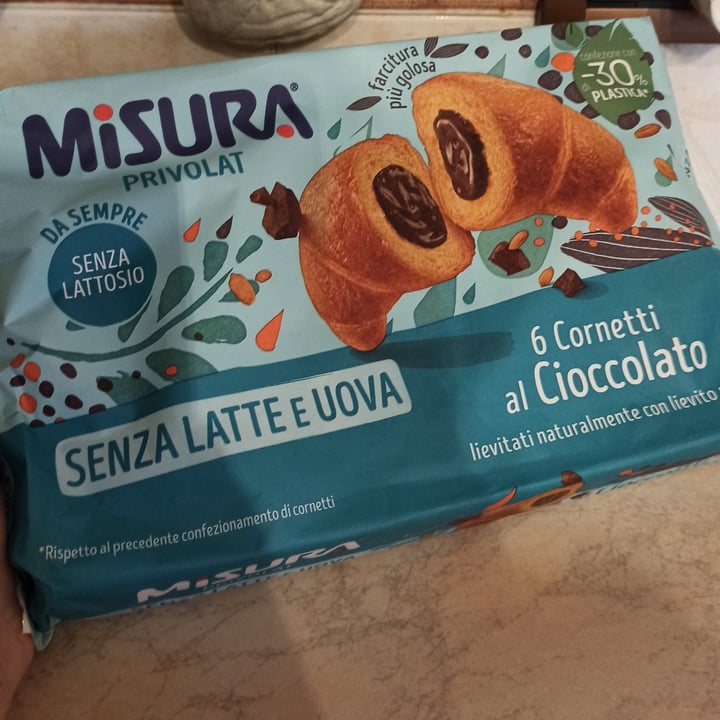 MiSURA®
PRIVOLAT
DA SEMPRE
SENZA
LATTOSIO
farcitura
più golosa
confezione con
-30%
di PLASTICA*
6 Cornetti
al Cioccolato
lievitati naturalmente con lievito
SENZA LATTE E UOVA
*Rispetto al precedente confezionamento di cornetti
MiSURA